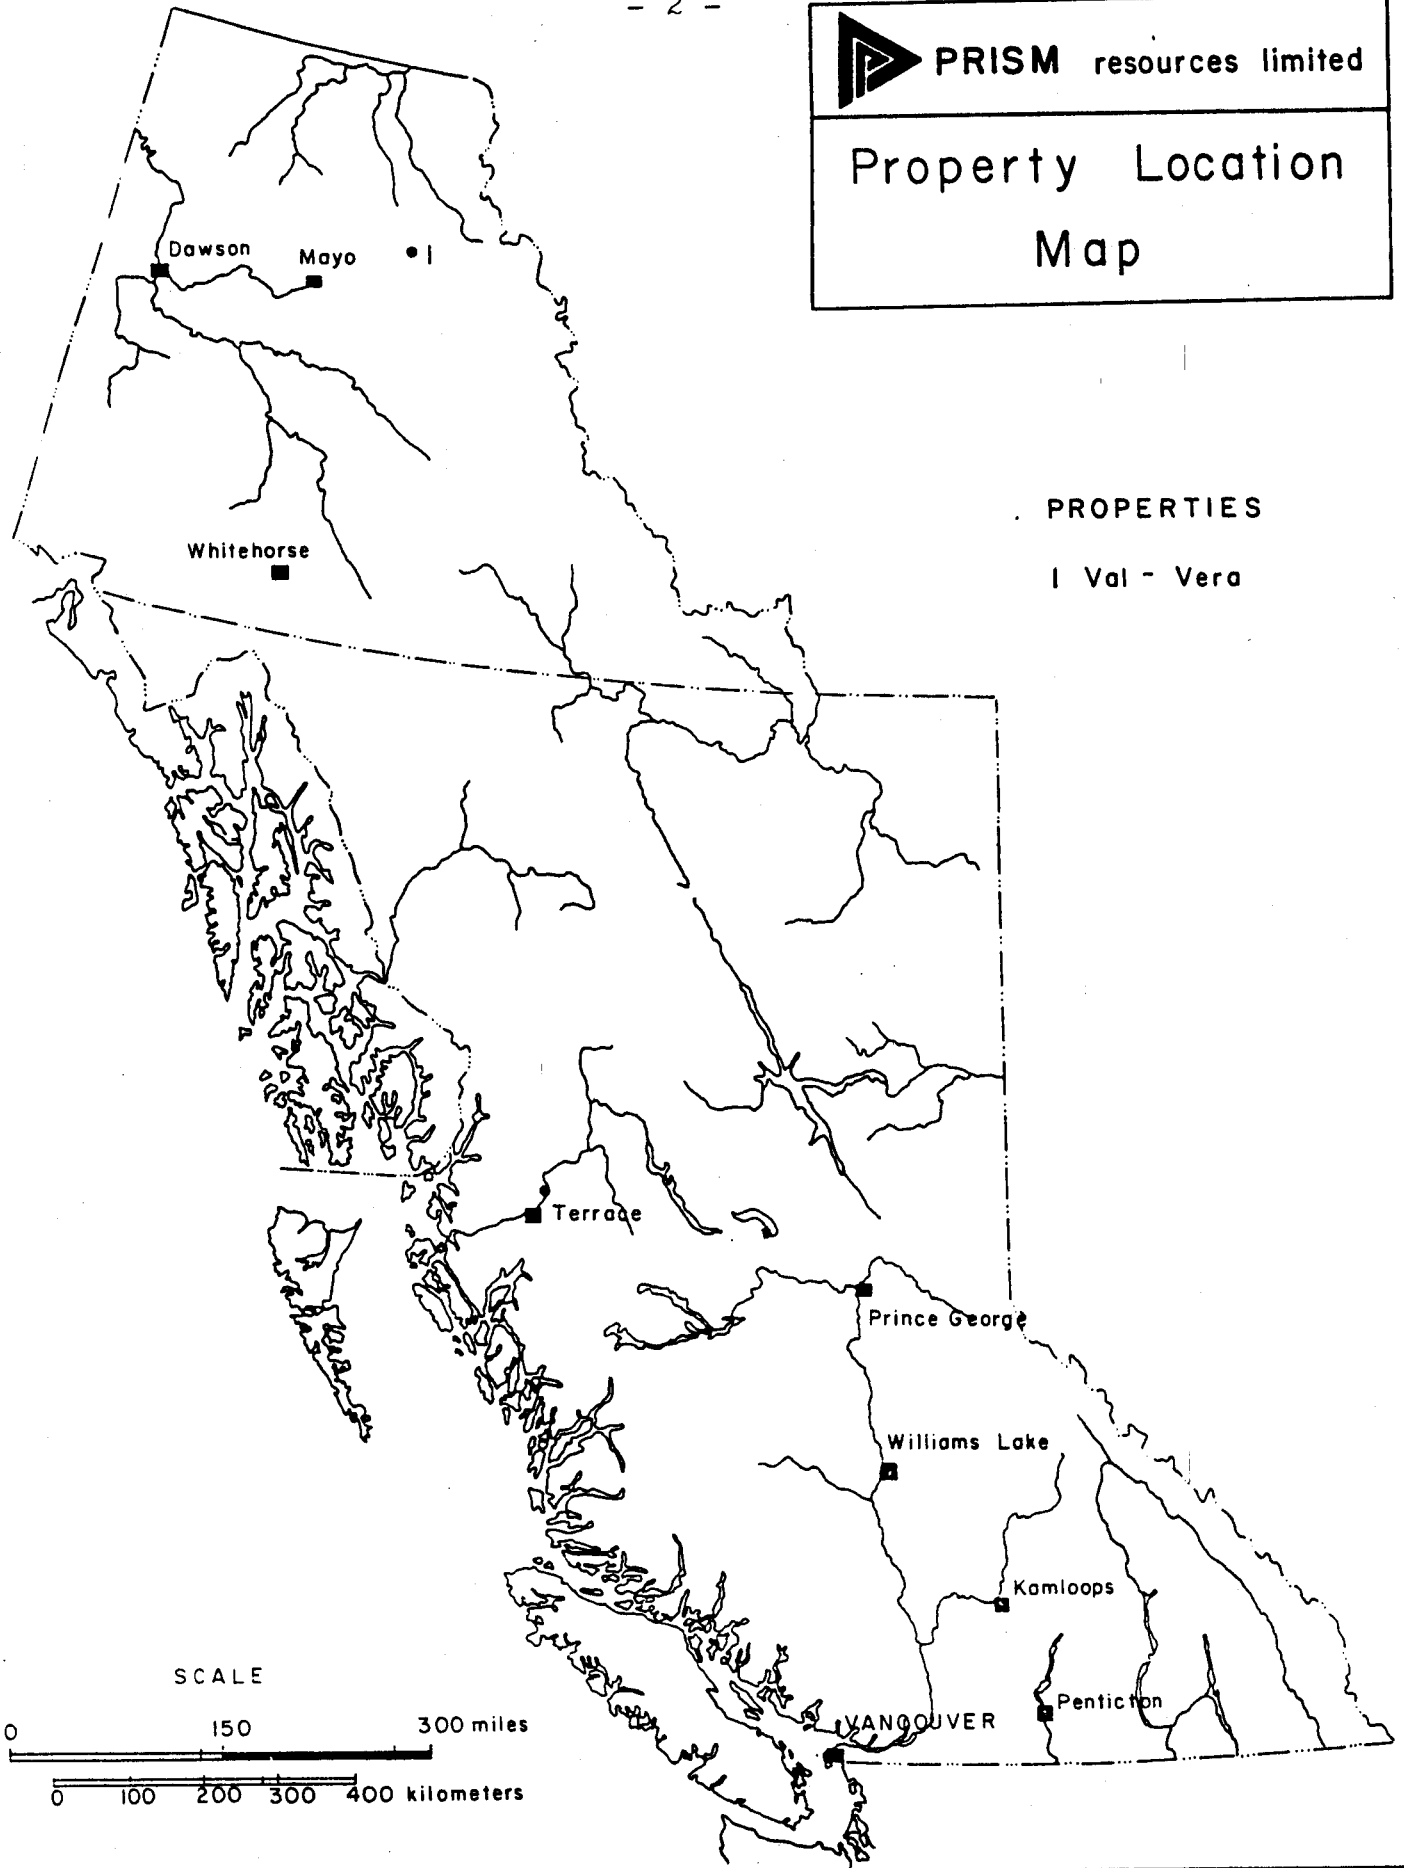 - 2 -
PRISM resources limited
Property Location
Map
Dawson
Mayo
1
Whitehorse
PROPERTIES
1 Val - Vera
Terrace
Prince George
Williams Lake
Kamloops
Penticton
VANCOUVER
SCALE
0 150 300 miles
0 100 200 300 400 kilometers